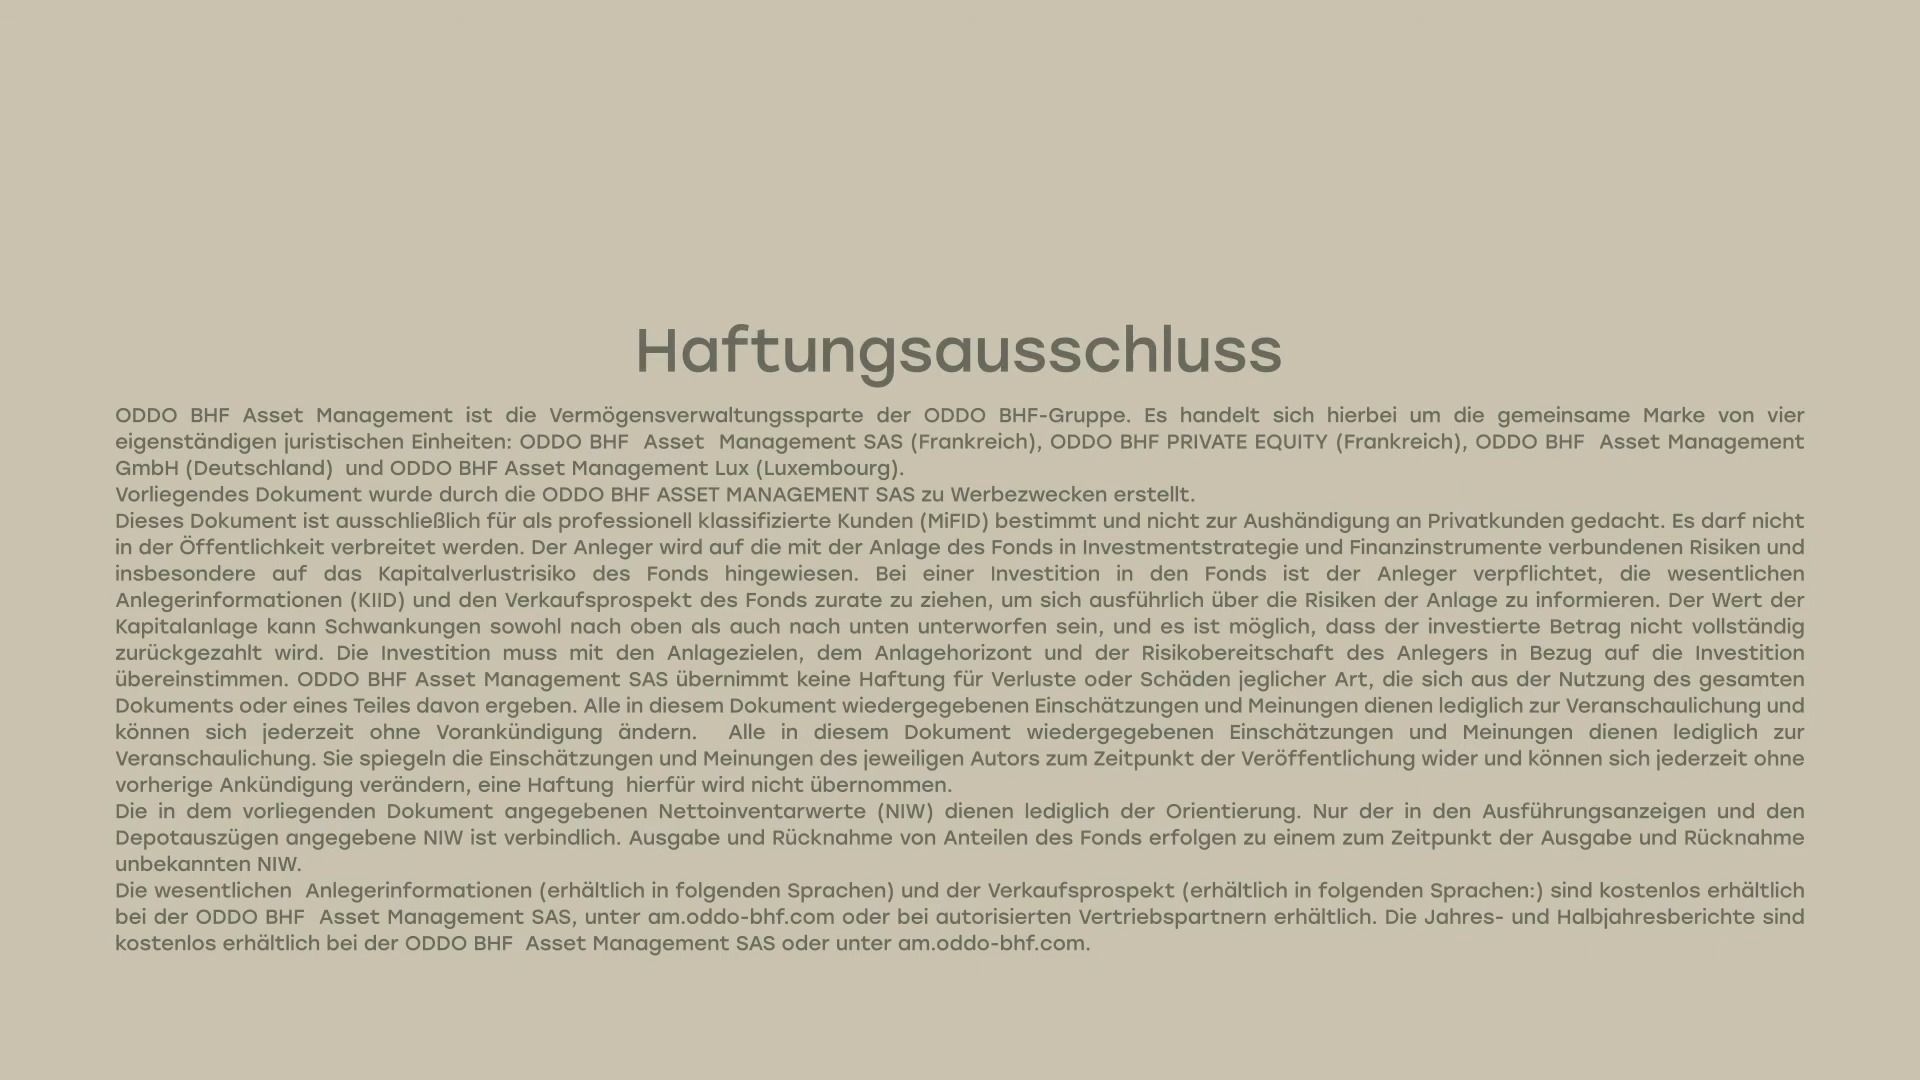 Haftungsausschluss
ODDO BHF Asset Management ist die Vermögensverwaltungssparte der ODDO BHF-Gruppe. Es handelt sich hierbei um die gemeinsame Marke von vier
eigenständigen juristischen Einheiten: ODDO BHF Asset Management SAS (Frankreich), ODDO BHF PRIVATE EQUITY (Frankreich), ODDO BHF Asset Management
GmbH (Deutschland) und ODDO BHF Asset Management Lux (Luxembourg).
Vorliegendes Dokument wurde durch die ODDO BHF ASSET MANAGEMENT SAS zu Werbezwecken erstellt.
Dieses Dokument ist ausschließlich für als professionell klassifizierte Kunden (MiFID) bestimmt und nicht zur Aushändigung an Privatkunden gedacht. Es darf nicht
in der Öffentlichkeit verbreitet werden. Der Anleger wird auf die mit der Anlage des Fonds in Investmentstrategie und Finanzinstrumente verbundenen Risiken und
insbesondere auf das Kapitalverlustrisiko des Fonds hingewiesen. Bei einer Investition in den Fonds ist der Anleger verpflichtet, die wesentlichen
Anlegerinformationen (KIID) und den Verkaufsprospekt des Fonds zurate zu ziehen, um sich ausführlich über die Risiken der Anlage zu informieren. Der Wert der
Kapitalanlage kann Schwankungen sowohl nach oben als auch nach unten unterworfen sein, und es ist möglich, dass der investierte Betrag nicht vollständig
zurückgezahlt wird. Die Investition muss mit den Anlagezielen, dem Anlagehorizont und der Risikobereitschaft des Anlegers in Bezug auf die Investition
übereinstimmen. ODDO BHF Asset Management SAS übernimmt keine Haftung für Verluste oder Schäden jeglicher Art, die sich aus der Nutzung des gesamten
Dokuments oder eines Teiles davon ergeben. Alle in diesem Dokument wiedergegebenen Einschätzungen und Meinungen dienen lediglich zur Veranschaulichung und
können sich jederzeit ohne Vorankündigung ändern. Alle in diesem Dokument wiedergegebenen Einschätzungen und Meinungen dienen lediglich zur
Veranschaulichung. Sie spiegeln die Einschätzungen und Meinungen des jeweiligen Autors zum Zeitpunkt der Veröffentlichung wider und können sich jederzeit ohne
vorherige Ankündigung verändern, eine Haftung hierfür wird nicht übernommen.
Die in dem vorliegenden Dokument angegebenen Nettoinventarwerte (NIW) dienen lediglich der Orientierung. Nur der in den Ausführungsanzeigen und den
Depotauszügen angegebene NIW ist verbindlich. Ausgabe und Rücknahme von Anteilen des Fonds erfolgen zu einem zum Zeitpunkt der Ausgabe und Rücknahme
unbekannten NIW.
Die wesentlichen Anlegerinformationen (erhältlich in folgenden Sprachen) und der Verkaufsprospekt (erhältlich in folgenden Sprachen:) sind kostenlos erhältlich
bei der ODDO BHF Asset Management SAS, unter am.oddo-bhf.com oder bei autorisierten Vertriebspartnern erhältlich. Die Jahres- und Halbjahresberichte sind
kostenlos erhältlich bei der ODDO BHF Asset Management SAS oder unter am.oddo-bhf.com.